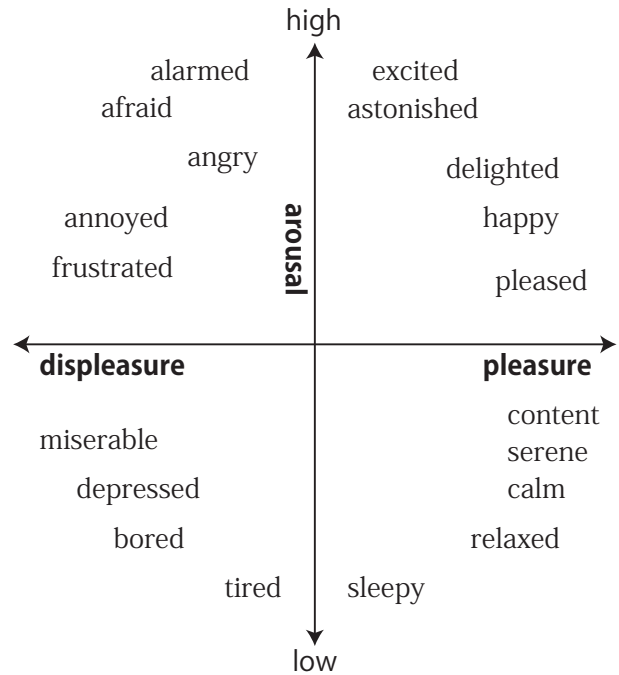 high
alarmed
excited
afraid
astonished
angry
delighted
annoyed
happy
arousal
frustrated
pleased
displeasure
pleasure
content
miserable
serene
depressed
calm
bored
relaxed
tired
sleepy
low